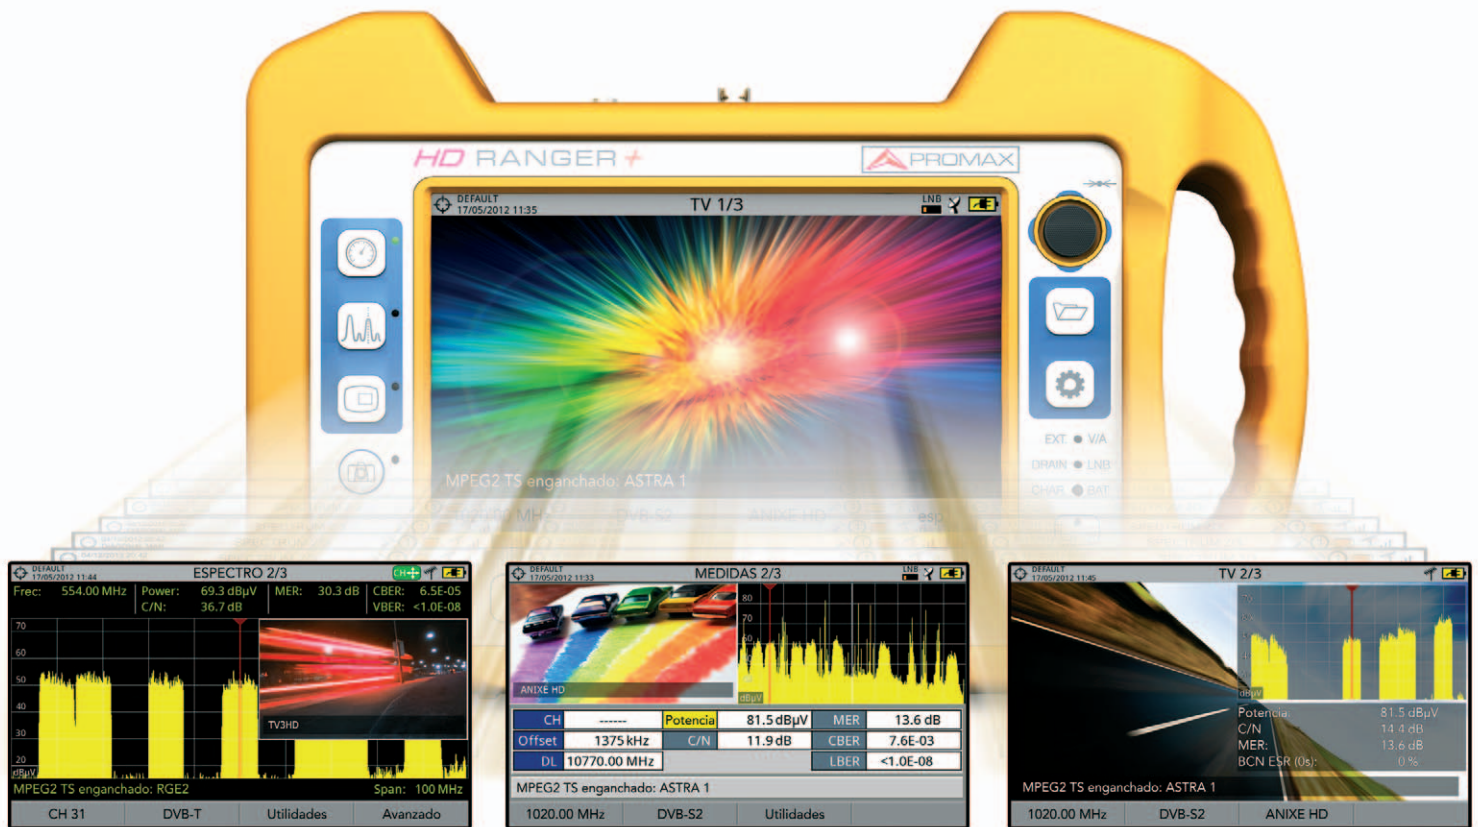 HD RANGER +
PROMAX
DEFAULT
17/05/2012 11:35
TV 1/3
LNB
EXT. V/A
DRAIN LNB
CHAR. BAT
MPEG2 TS enganchado: ASTRA 1
MHz
DVB-S2
ANIXE HD
esp
DEFAULT
17/05/2012 11:44
ESPECTRO 2/3
CH
Frec: 554.00 MHz
Power: 69.3 dBµV
MER: 30.3 dB
CBER: 6.5E-05
C/N: 36.7 dB
VBER: <1.0E-08
70
60
50
40
30
20
dBµV
TV3HD
MPEG2 TS enganchado: RGE2
Span: 100 MHz
CH 31
DVB-T
Utilidades
Avanzado
DEFAULT
17/05/2012 11:33
MEDIDAS 2/3
LNB
80
70
60
dBµV
ANIXE HD
CH ------ Potencia 81.5 dBµV MER 13.6 dB
Offset 1375 kHz C/N 11.9 dB CBER 7.6E-03
DL 10770.00 MHz LBER <1.0E-08
MPEG2 TS enganchado: ASTRA 1
1020.00 MHz
DVB-S2
Utilidades
DEFAULT
17/05/2012 11:45
TV 2/3
dBµV
Potencia: 81.5 dBµV
C/N 14.4 dB
MER: 13.6 dB
BCN ESR (0s): 0 %
MPEG2 TS enganchado: ASTRA 1
1020.00 MHz
DVB-S2
ANIXE HD